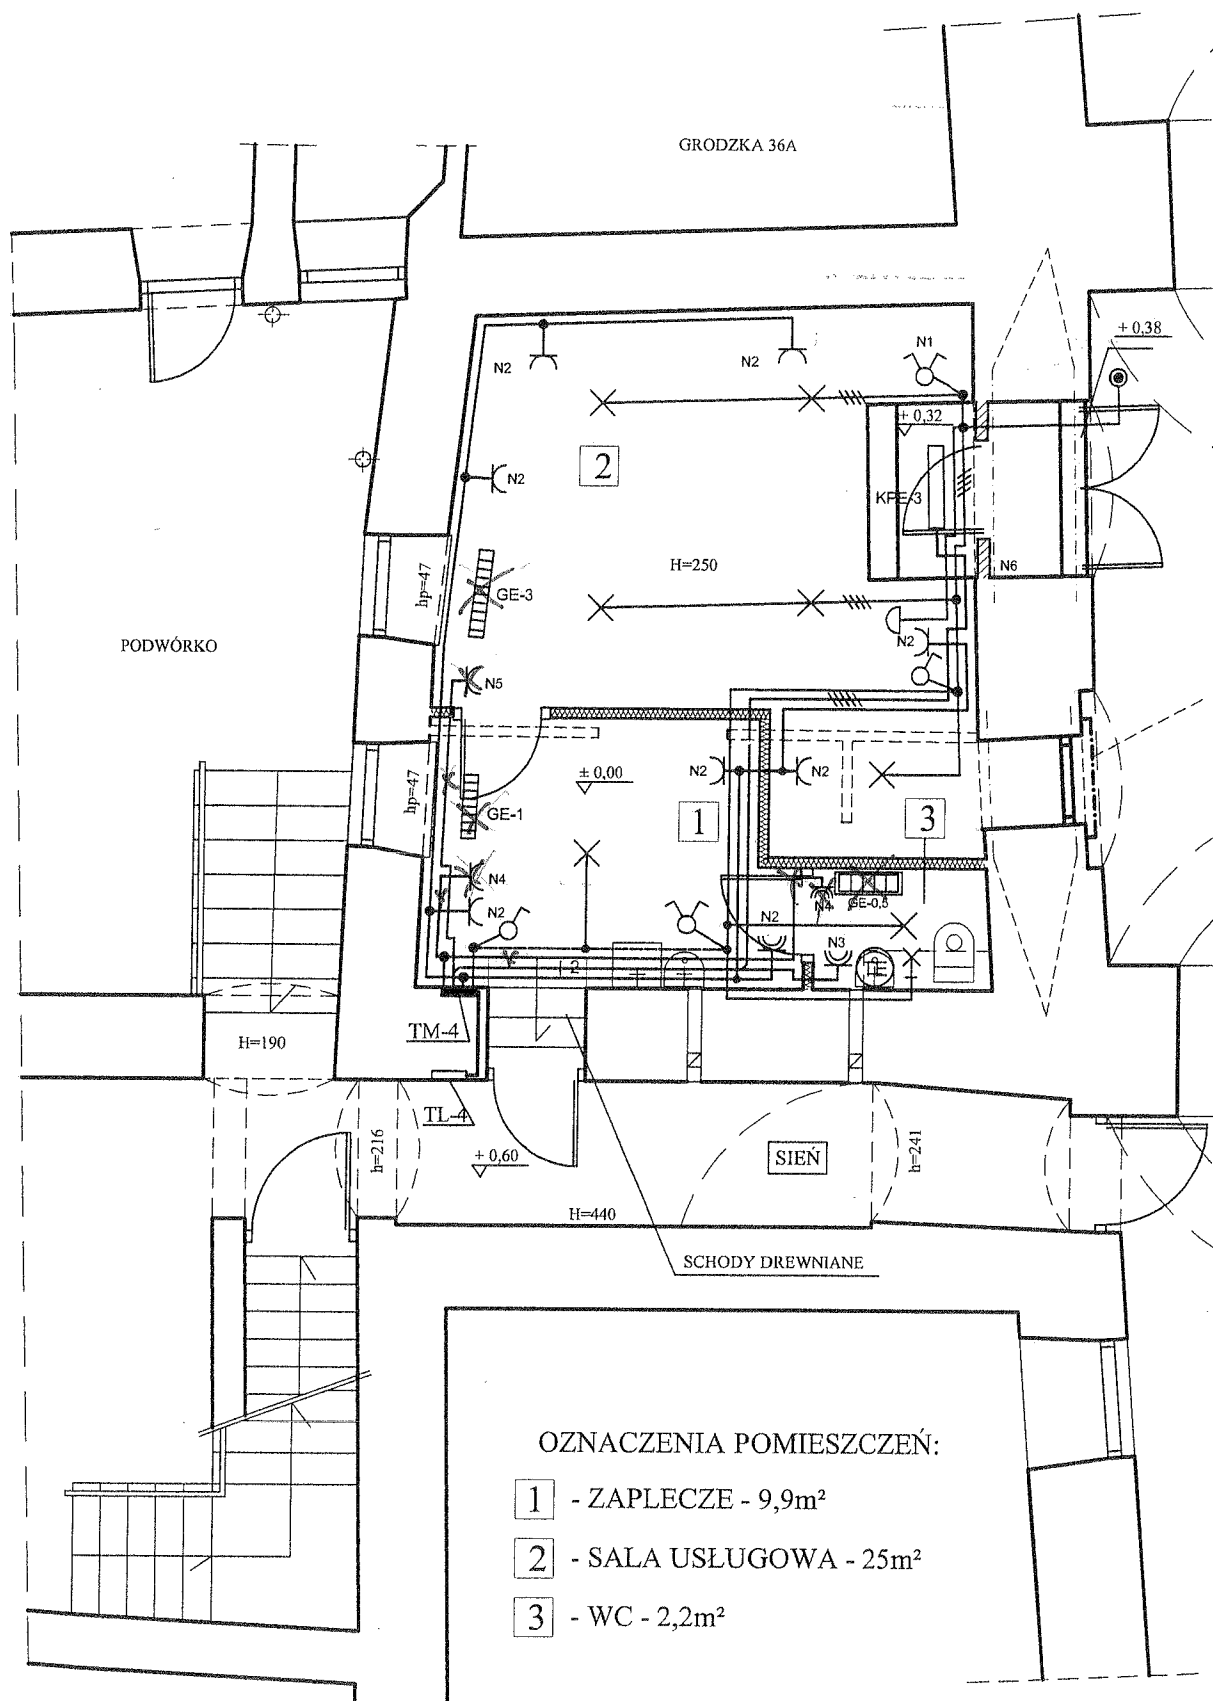 GRODZKA 36A
+ 0,38
N1
N2
N2
+ 0,32
2
N2
KPE-3
H=250
N6
hp=47
GE-3
PODWÓRKO
N2
N5
± 0,00
N2
N2
hp=47
GE-1
1
3
N4
N4
GE-0,5
N2
N2
N3
TM-4
H=190
TL-4
h=216
+ 0,60
SIEŃ
h=241
H=440
SCHODY DREWNIANE
OZNACZENIA POMIESZCZEŃ:
1 - ZAPLECZE - 9,9m²
2 - SALA USŁUGOWA - 25m²
3 - WC - 2,2m²